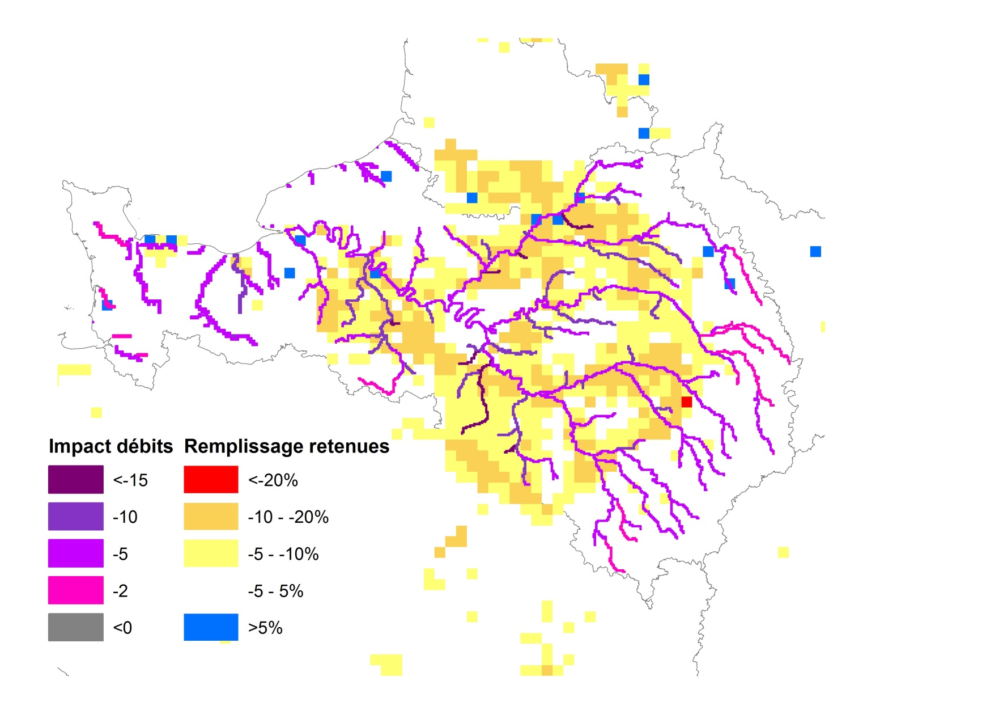 Impact débits Remplissage retenues
<-15 <-20%
-10 -10 - -20%
-5 -5 - -10%
-2 -5 - 5%
<0 >5%